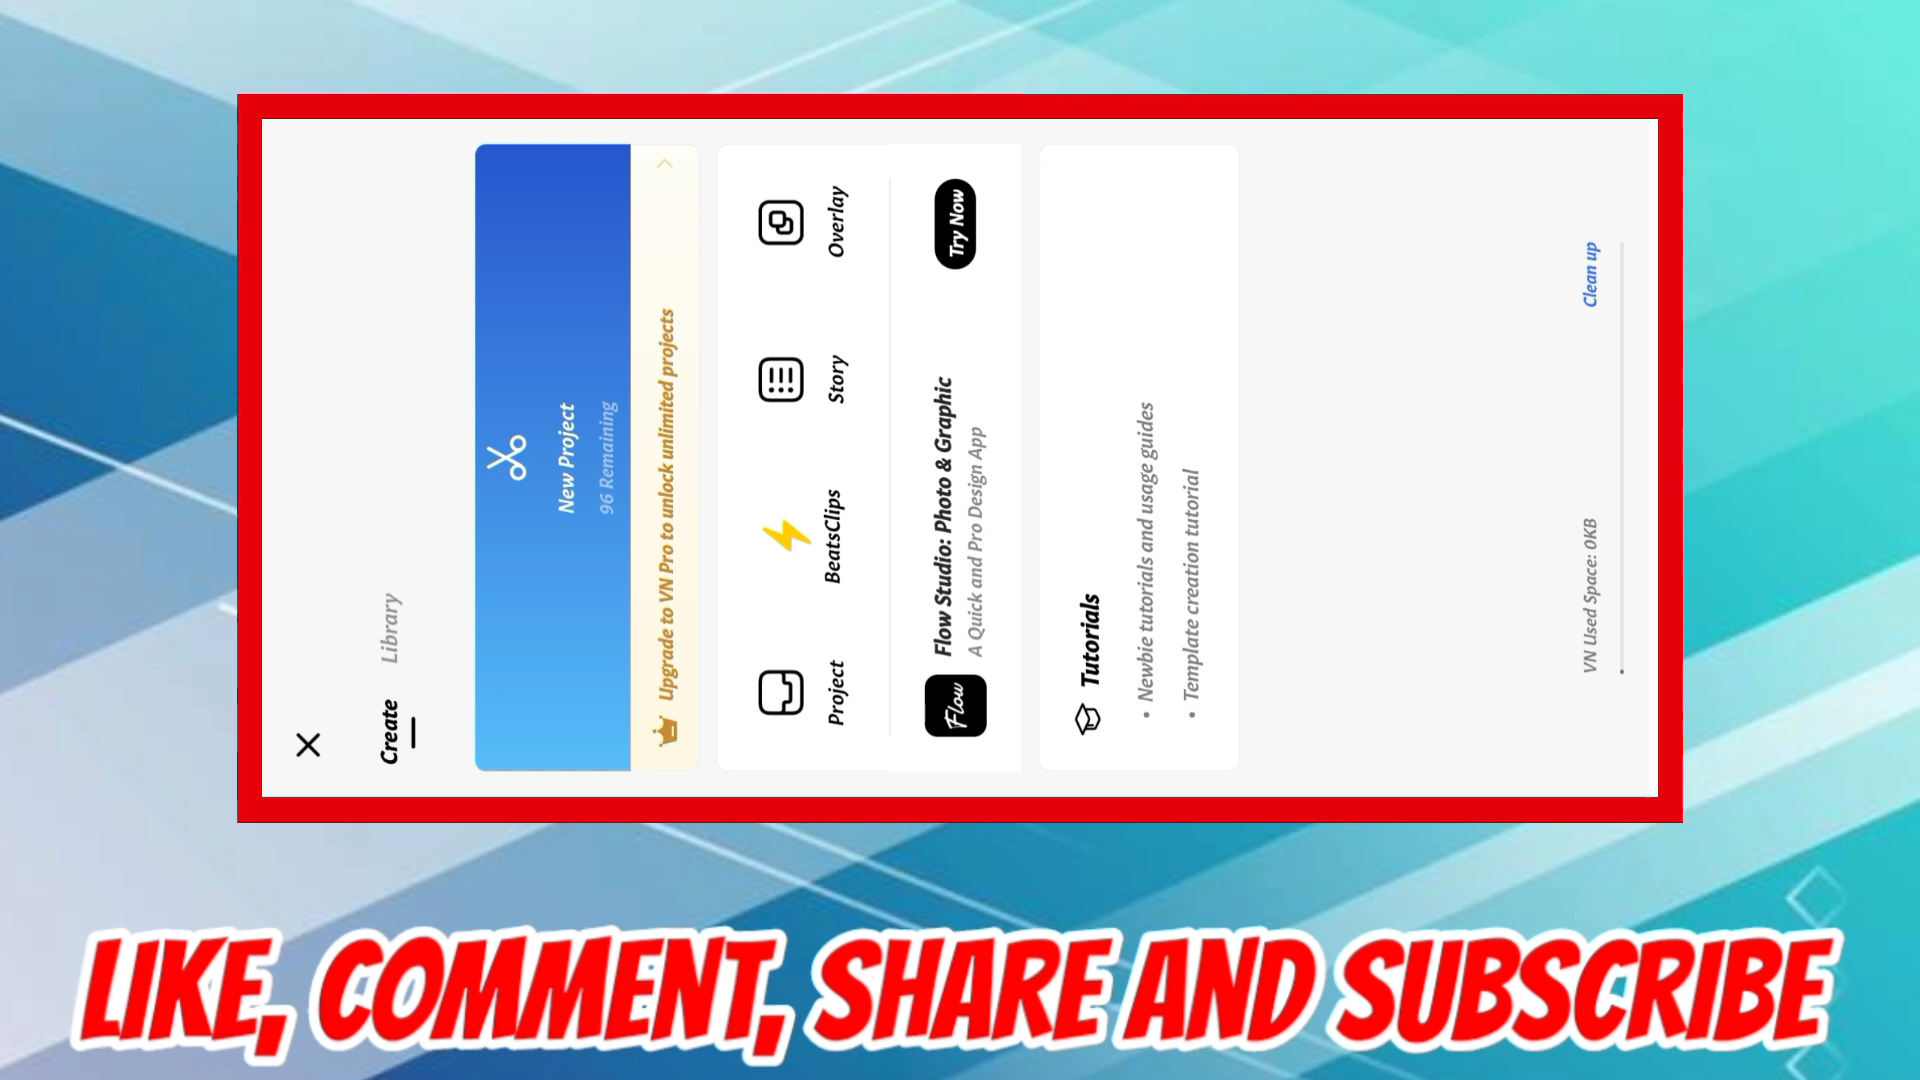 Create Library
New Project
96 Remaining
Upgrade to VN Pro to unlock unlimited projects
Project BeatsClips Story Overlay
Flow
Flow Studio: Photo & Graphic
A Quick and Pro Design App
Try Now
Tutorials
• Newbie tutorials and usage guides
• Template creation tutorial
VN Used Space: 0KB Clean up
LIKE, COMMENT, SHARE AND SUBSCRIBE